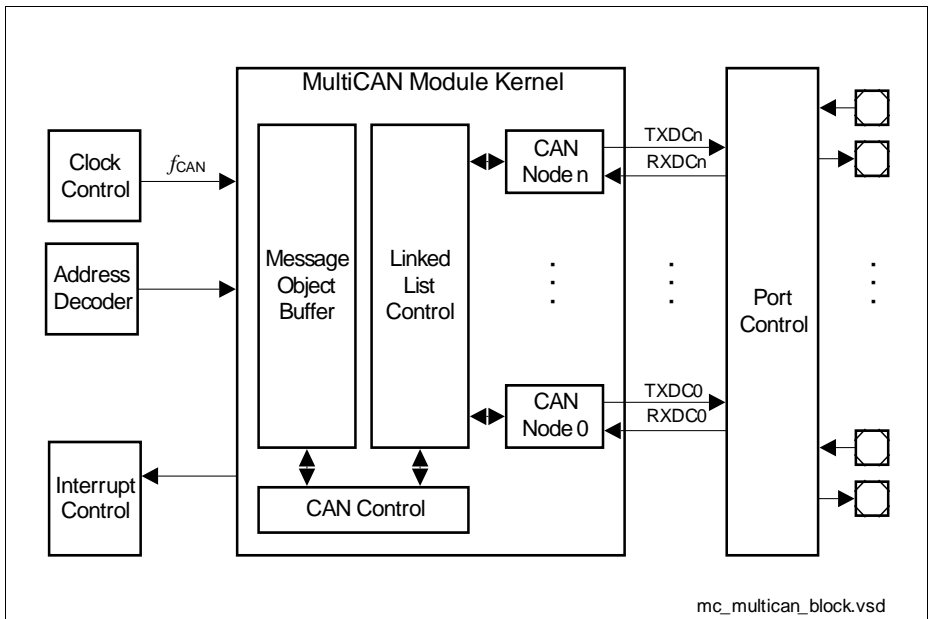 MultiCAN Module Kernel
Clock
Control
fCAN
Address
Decoder
Interrupt
Control
Message
Object
Buffer
Linked
List
Control
CAN Control
CAN
Node n
TXDCn
RXDCn
CAN
Node 0
TXDC0
RXDC0
Port
Control
mc_multican_block.vsd